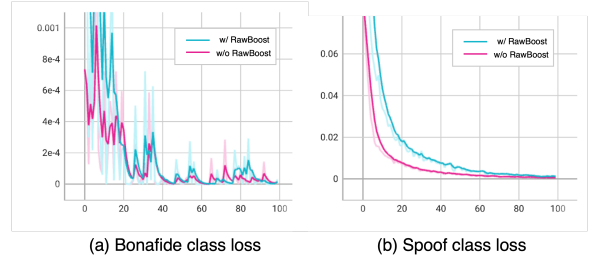 0.001
8e-4
6e-4
4e-4
2e-4
0
0 20 40 60 80 100
w/ RawBoost
w/o RawBoost
(a) Bonafide class loss
0.06
0.04
0.02
0
0 20 40 60 80 100
w/ RawBoost
w/o RawBoost
(b) Spoof class loss